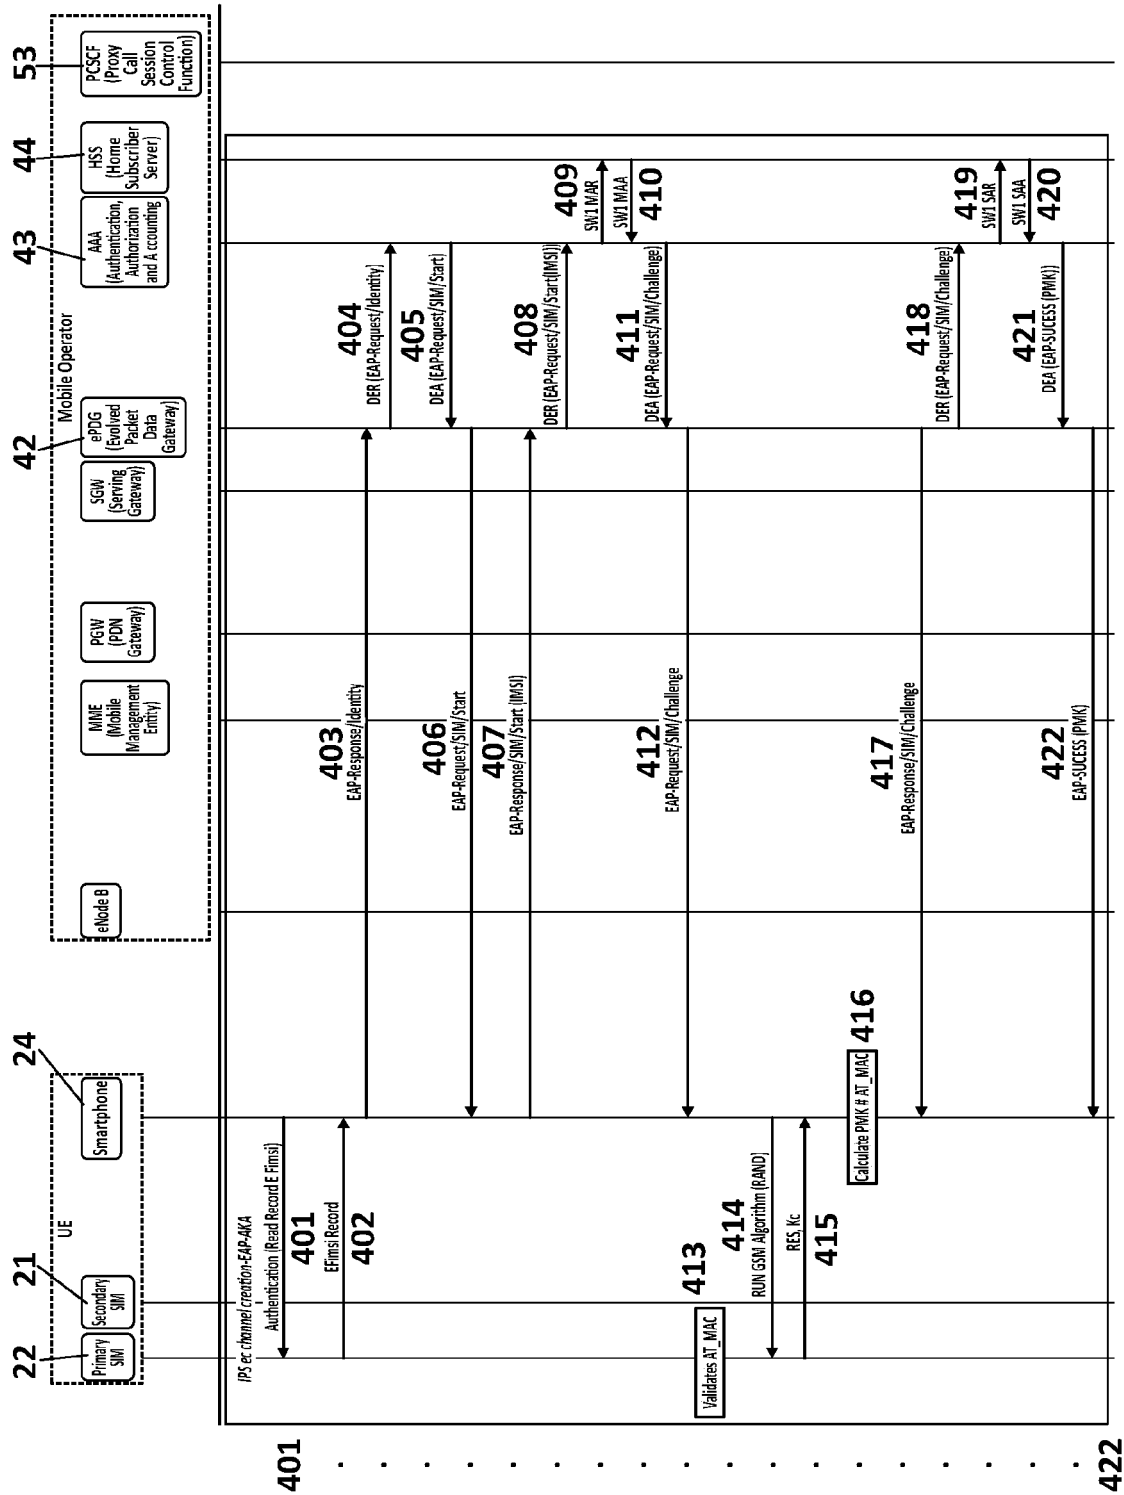 UE
22
Primary
SIM
21
Secondary
SIM
24
Smartphone
Mobile Operator
eNode B
MME
(Mobile
Management
Entity)
PGW
(PDN
Gateway)
SGW
(Serving
Gateway)
42
ePDG
(Evolved
Packet
Data
Gateway)
43
AAA
(Authentication,
Authorization
and A ccounting
44
HSS
(Home
Subscriber
Server)
53
PCSCF
(Proxy
Call
Session
Control
Function)
401
IPS ec channel creation-EAP-AKA
Authentication (Read Record E Fimsi)
401
EFimsi Record
402
403
EAP-Response/Identity
404
DER (EAP-Request/Identity)
405
DEA (EAP-Request/SIM/Start)
406
EAP-Request/SIM/Start
407
EAP-Response/SIM/Start (IMSI)
408
DER (EAP-Request/SIM/Start(IMSI))
409
SW1 MAR
SW1 MAA
410
411
DEA (EAP-Request/SIM/Challenge)
412
EAP-Request/SIM/Challenge
413
Validates AT_MAC
414
RUN GSM Algorithm (RAND)
RES, Kc
415
Calculate PMK # AT_MAC
416
417
EAP-Response/SIM/Challenge
418
DER (EAP-Request/SIM/Challenge)
419
SW1 SAR
SW1 SAA
420
421
DEA (EAP-SUCESS (PMK))
422
EAP-SUCESS (PMK)
422